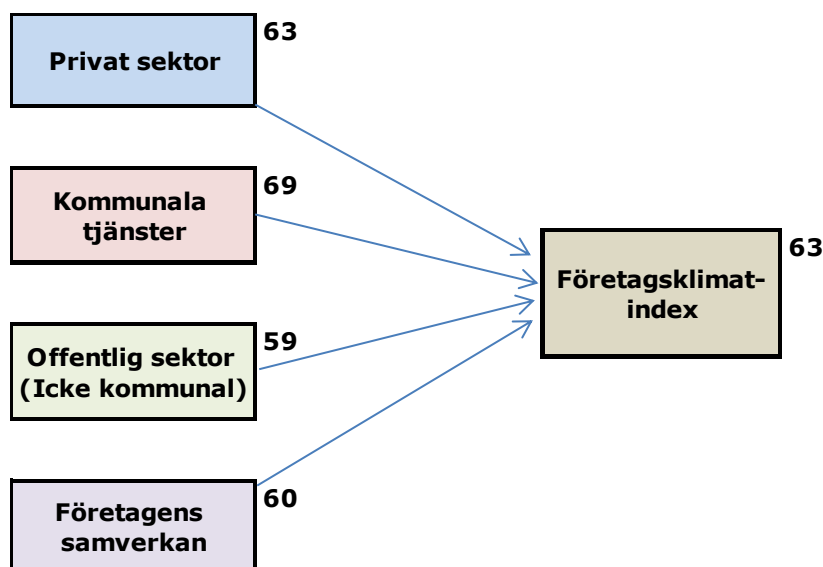 63
Privat sektor
69
Kommunala
tjänster
63
Företagsklimat-
index
59
Offentlig sektor
(Icke kommunal)
60
Företagens
samverkan